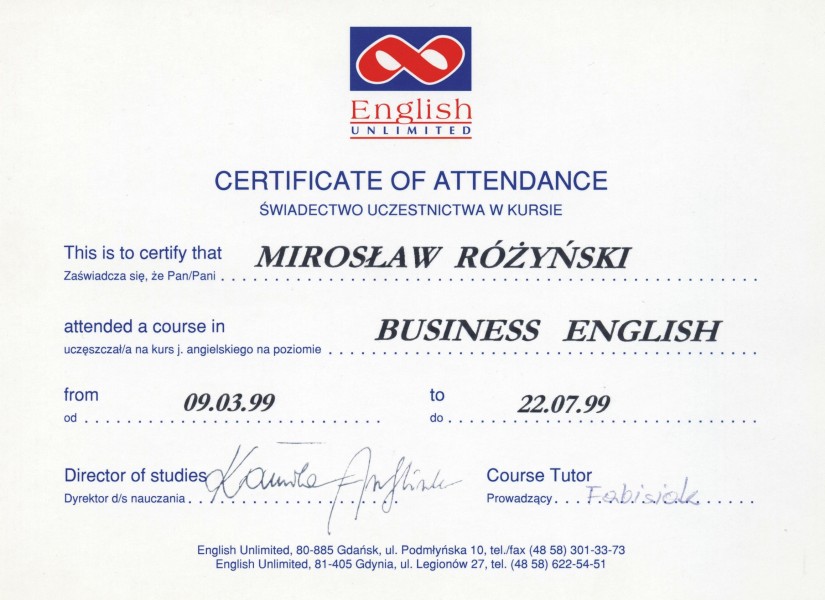 English
UNLIMITED
CERTIFICATE OF ATTENDANCE
ŚWIADECTWO UCZESTNICTWA W KURSIE
This is to certify that MIROSŁAW RÓŻYŃSKI
Zaświadcza się, że Pan/Pani
attended a course in BUSINESS ENGLISH
uczęszczał/a na kurs j. angielskiego na poziomie
from 09.03.99 to 22.07.99
od do
Director of studies Kamila Course Tutor
Dyrektor d/s nauczania Prowadzący Fabisiak
English Unlimited, 80-885 Gdańsk, ul. Podmłyńska 10, tel./fax (48 58) 301-33-73
English Unlimited, 81-405 Gdynia, ul. Legionów 27, tel. (48 58) 622-54-51